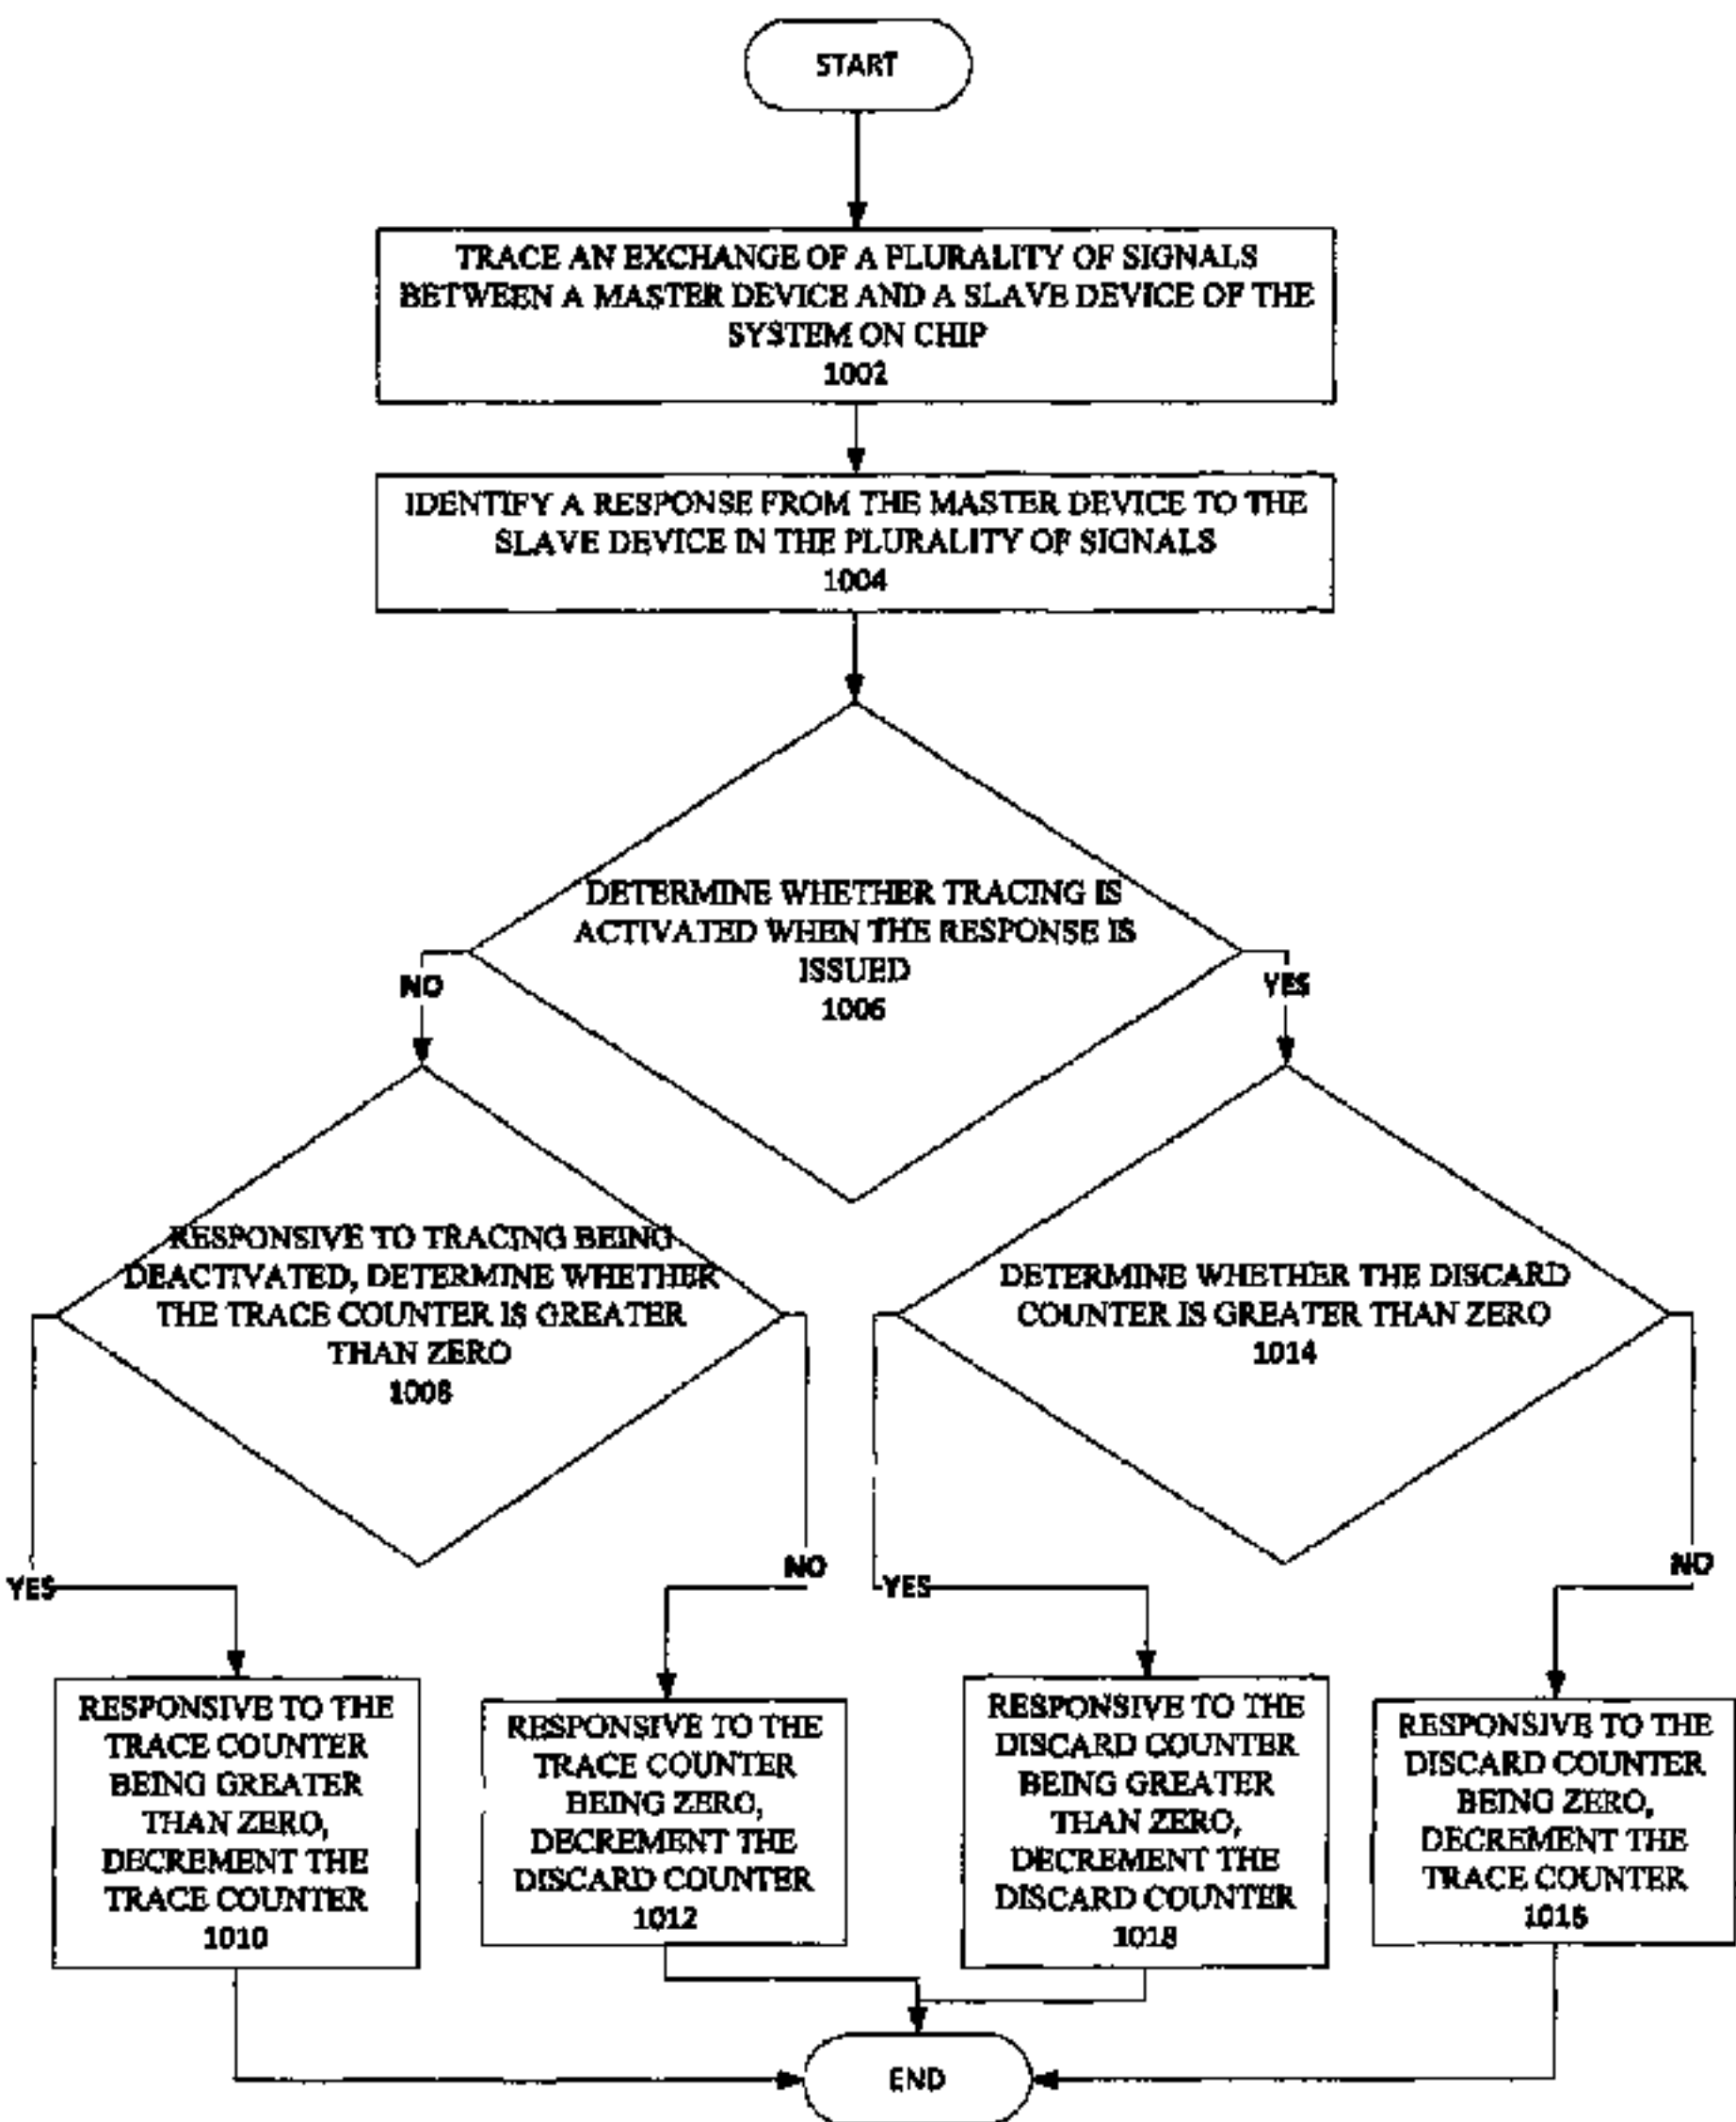 START
TRACE AN EXCHANGE OF A PLURALITY OF SIGNALS
BETWEEN A MASTER DEVICE AND A SLAVE DEVICE OF THE
SYSTEM ON CHIP
1002
IDENTIFY A RESPONSE FROM THE MASTER DEVICE TO THE
SLAVE DEVICE IN THE PLURALITY OF SIGNALS
1004
DETERMINE WHETHER TRACING IS
ACTIVATED WHEN THE RESPONSE IS
ISSUED
1006
NO
YES
RESPONSIVE TO TRACING BEING
DEACTIVATED, DETERMINE WHETHER
THE TRACE COUNTER IS GREATER
THAN ZERO
1008
DETERMINE WHETHER THE DISCARD
COUNTER IS GREATER THAN ZERO
1014
YES
NO
YES
NO
RESPONSIVE TO THE
TRACE COUNTER
BEING GREATER
THAN ZERO,
DECREMENT THE
TRACE COUNTER
1010
RESPONSIVE TO THE
TRACE COUNTER
BEING ZERO,
DECREMENT THE
DISCARD COUNTER
1012
RESPONSIVE TO THE
DISCARD COUNTER
BEING GREATER
THAN ZERO,
DECREMENT THE
DISCARD COUNTER
1018
RESPONSIVE TO THE
DISCARD COUNTER
BEING ZERO,
DECREMENT THE
TRACE COUNTER
1016
END